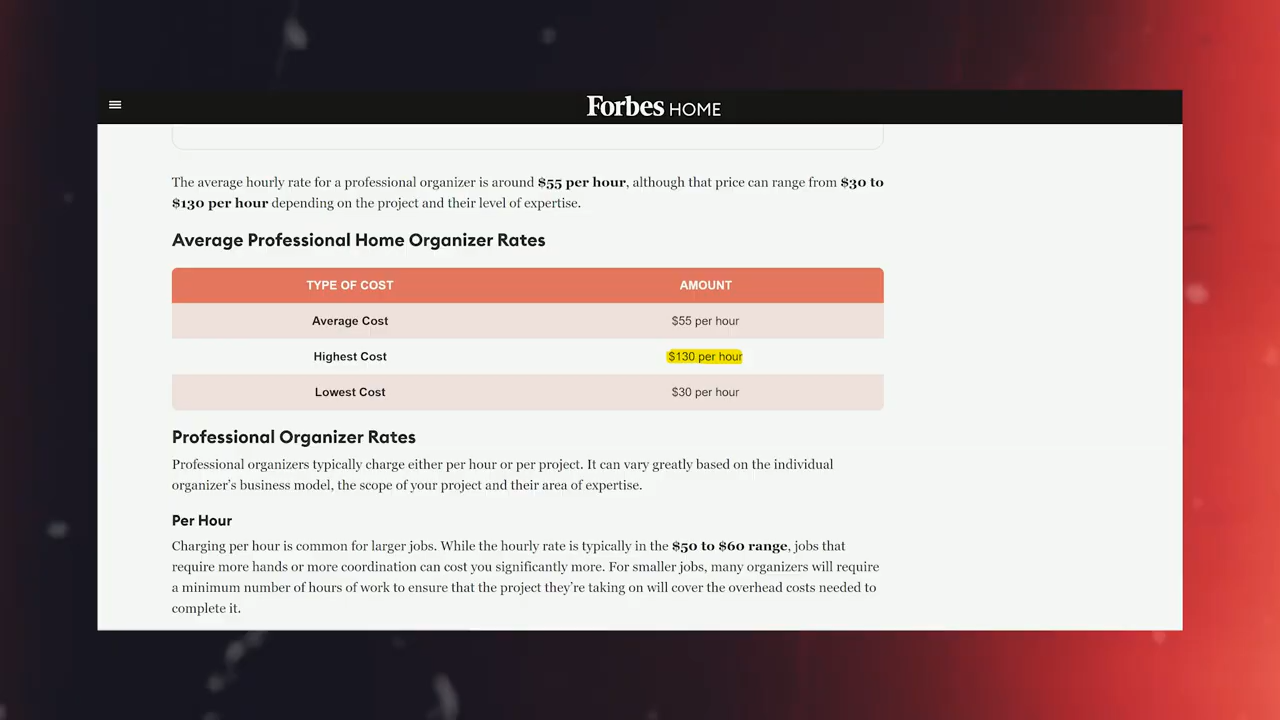 Forbes HOME
The average hourly rate for a professional organizer is around $55 per hour, although that price can range from $30 to
$130 per hour depending on the project and their level of expertise.
Average Professional Home Organizer Rates
TYPE OF COST AMOUNT
Average Cost $55 per hour
Highest Cost $130 per hour
Lowest Cost $30 per hour
Professional Organizer Rates
Professional organizers typically charge either per hour or per project. It can vary greatly based on the individual
organizer’s business model, the scope of your project and their area of expertise.
Per Hour
Charging per hour is common for larger jobs. While the hourly rate is typically in the $50 to $60 range, jobs that
require more hands or more coordination can cost you significantly more. For smaller jobs, many organizers will require
a minimum number of hours of work to ensure that the project they’re taking on will cover the overhead costs needed to
complete it.